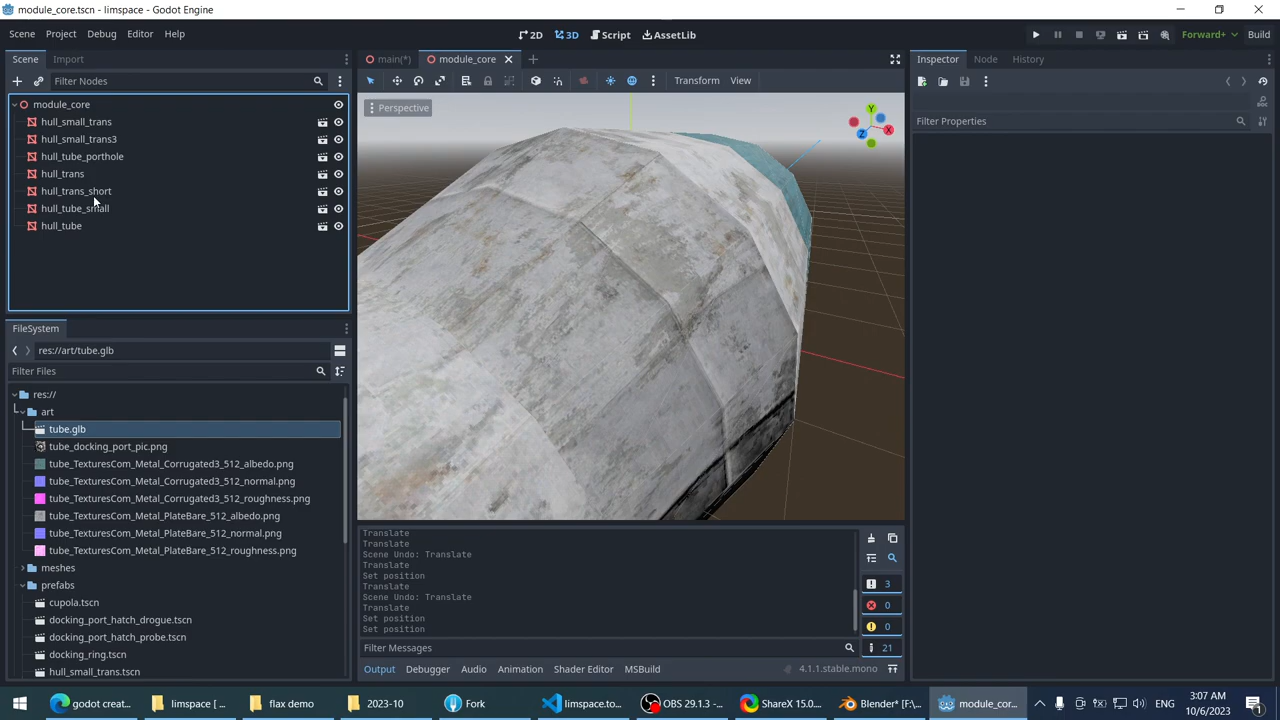 module_core.tscn - limspace - Godot Engine
Scene Project Debug Editor Help
2D 3D Script AssetLib
Forward+ Build
Scene Import
main(*) module_core
Inspector Node History
Filter Nodes
Transform View
module_core
Perspective
Y X Z
Filter Properties
hull_small_trans
hull_small_trans3
hull_tube_porthole
hull_trans
hull_trans_short
hull_tube_small
hull_tube
FileSystem
res://art/tube.glb
Filter Files
res://
art
tube.glb
tube_docking_port_pic.png
tube_TexturesCom_Metal_Corrugated3_512_albedo.png
tube_TexturesCom_Metal_Corrugated3_512_normal.png
tube_TexturesCom_Metal_Corrugated3_512_roughness.png
tube_TexturesCom_Metal_PlateBare_512_albedo.png
tube_TexturesCom_Metal_PlateBare_512_normal.png
tube_TexturesCom_Metal_PlateBare_512_roughness.png
meshes
prefabs
cupola.tscn
docking_port_hatch_drogue.tscn
docking_port_hatch_probe.tscn
docking_ring.tscn
hull_small_trans.tscn
Translate
Translate
Scene Undo: Translate
Translate
Set position
Translate
Scene Undo: Translate
Translate
Set position
Set position
3
0
0
21
Filter Messages
Output Debugger Audio Animation Shader Editor MSBuild
4.1.1.stable.mono
godot creat...
limspace [ ...
flax demo
2023-10
Fork
limspace.to...
OBS 29.1.3 -...
ShareX 15.0...
Blender* [F:\...
module_cor...
ENG
3:07 AM
10/6/2023
1